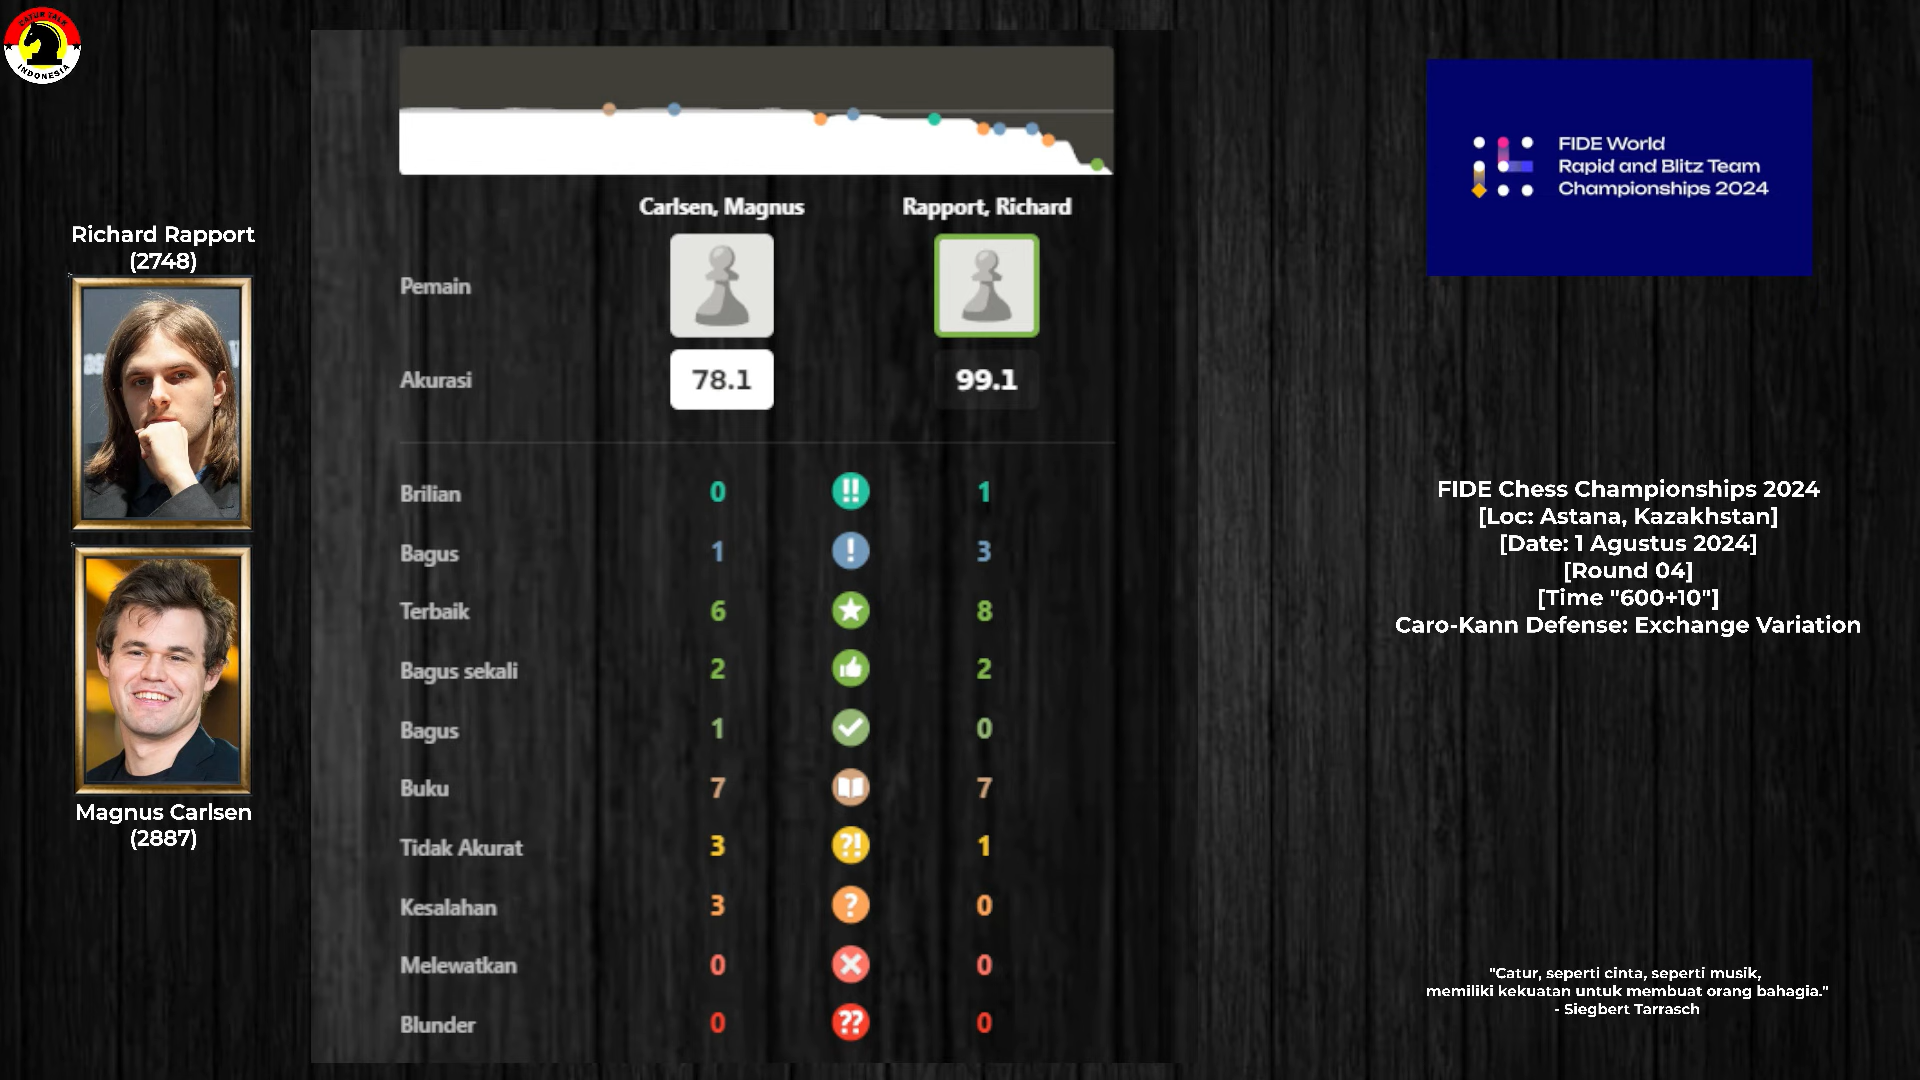 CATUR TALK
INDONESIA
Richard Rapport
(2748)
Magnus Carlsen
(2887)
Carlsen, Magnus Rapport, Richard
Pemain
Akurasi 78.1 99.1
Brilian 0 !! 1
Bagus 1 ! 3
Terbaik 6 8
Bagus sekali 2 2
Bagus 1 0
Buku 7 7
Tidak Akurat 3 ?! 1
Kesalahan 3 ? 0
Melewatkan 0 0
Blunder 0 ?? 0
FIDE World
Rapid and Blitz Team
Championships 2024
FIDE Chess Championships 2024
[Loc: Astana, Kazakhstan]
[Date: 1 Agustus 2024]
[Round 04]
[Time "600+10"]
Caro-Kann Defense: Exchange Variation
"Catur, seperti cinta, seperti musik,
memiliki kekuatan untuk membuat orang bahagia."
- Siegbert Tarrasch